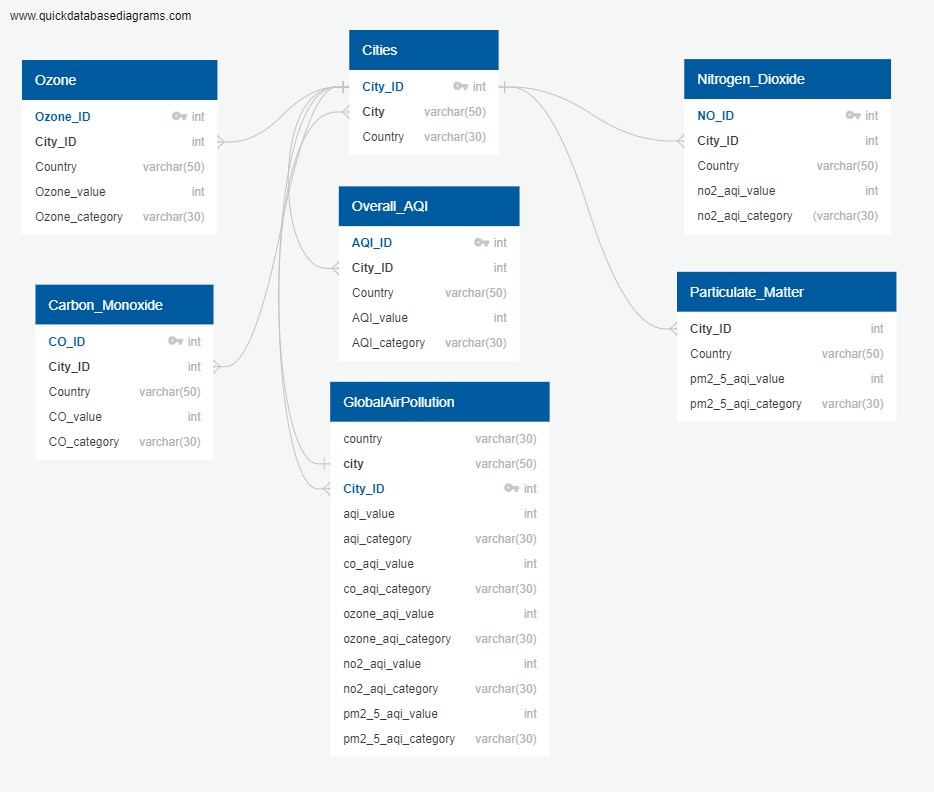 www.quickdatabasediagrams.com
Cities
City_ID int
City varchar(50)
Country varchar(30)
Ozone
Ozone_ID int
City_ID int
Country varchar(50)
Ozone_value int
Ozone_category varchar(30)
Nitrogen_Dioxide
NO_ID int
City_ID int
Country varchar(50)
no2_aqi_value int
no2_aqi_category (varchar(30)
Overall_AQI
AQI_ID int
City_ID int
Country varchar(50)
AQI_value int
AQI_category varchar(30)
Carbon_Monoxide
CO_ID int
City_ID int
Country varchar(50)
CO_value int
CO_category varchar(30)
Particulate_Matter
City_ID int
Country varchar(50)
pm2_5_aqi_value int
pm2_5_aqi_category varchar(30)
GlobalAirPollution
country varchar(30)
city varchar(50)
City_ID int
aqi_value int
aqi_category varchar(30)
co_aqi_value int
co_aqi_category varchar(30)
ozone_aqi_value int
ozone_aqi_category varchar(30)
no2_aqi_value int
no2_aqi_category varchar(30)
pm2_5_aqi_value int
pm2_5_aqi_category varchar(30)